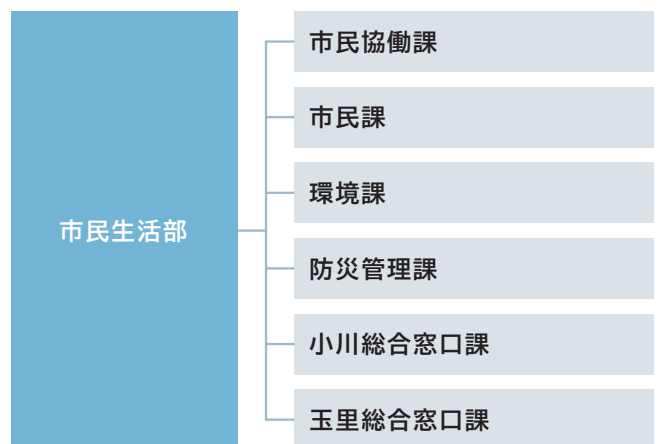 市民生活部
市民協働課
市民課
環境課
防災管理課
小川総合窓口課
玉里総合窓口課